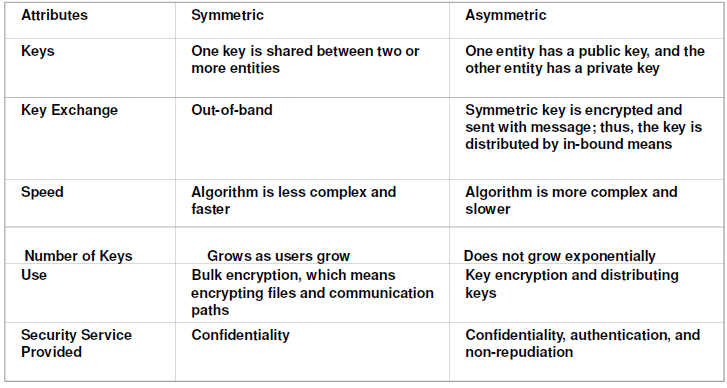 Attributes Symmetric Asymmetric
Keys One key is shared between two or One entity has a public key, and the
more entities other entity has a private key
Key Exchange Out-of-band Symmetric key is encrypted and
sent with message; thus, the key is
distributed by in-bound means
Speed Algorithm is less complex and Algorithm is more complex and
faster slower
Number of Keys Grows as users grow Does not grow exponentially
Use Bulk encryption, which means Key encryption and distributing
encrypting files and communication keys
paths
Security Service Confidentiality Confidentiality, authentication, and
Provided non-repudiation